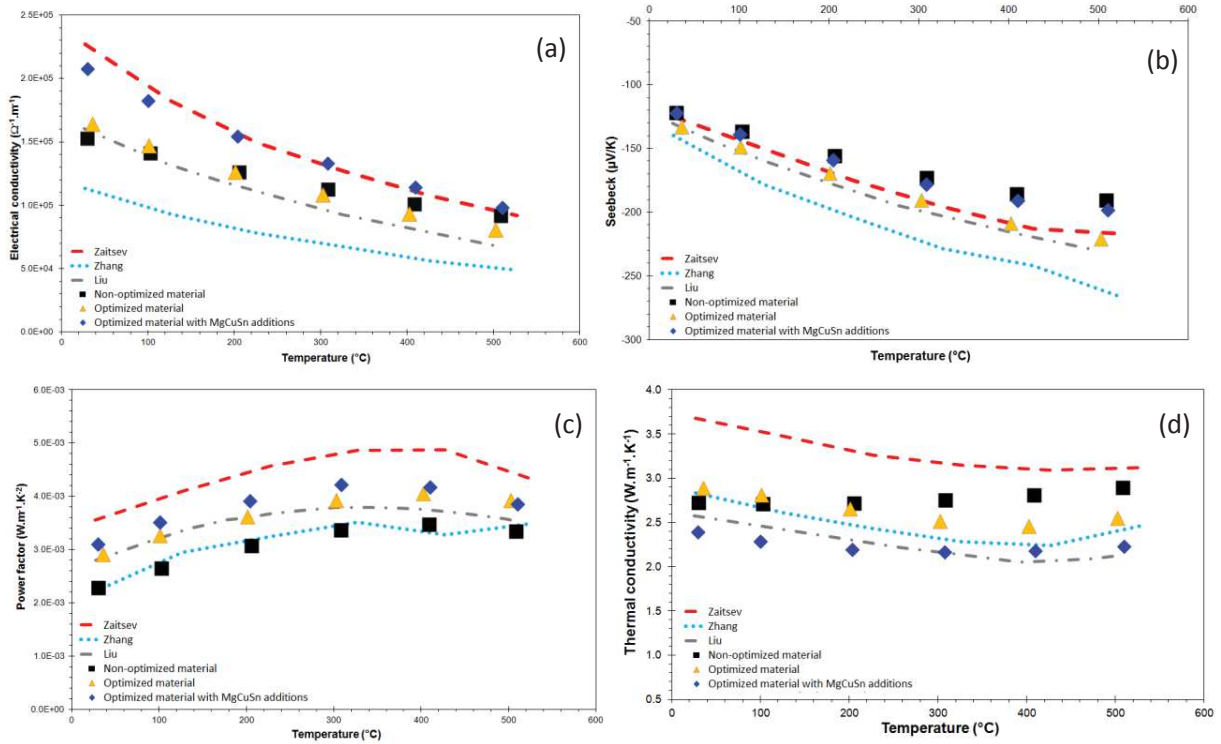 (a)
2.5E+05
2.0E+05
1.5E+05
1.0E+05
5.0E+04
0.0E+00
Electrical conductivity (Ω⁻¹.m⁻¹)
Zaitsev
Zhang
Liu
Non-optimized material
Optimized material
Optimized material with MgCuSn additions
0 100 200 300 400 500 600
Temperature (°C)
(b)
0 100 200 300 400 500 600
-50
-100
-150
-200
-250
-300
Seebeck (µV/K)
Zaitsev
Zhang
Liu
Non-optimized material
Optimized material
Optimized material with MgCuSn additions
Temperature (°C)
(c)
6.0E-03
5.0E-03
4.0E-03
3.0E-03
2.0E-03
1.0E-03
0.0E+00
Power factor (W.m⁻¹.K⁻²)
Zaitsev
Zhang
Liu
Non-optimized material
Optimized material
Optimized material with MgCuSn additions
0 100 200 300 400 500 600
Temperature (°C)
(d)
4.0
3.5
3.0
2.5
2.0
1.5
1.0
0.5
Thermal conductivity (W.m⁻¹.K⁻¹)
Zaitsev
Zhang
Liu
Non-optimized material
Optimized material
Optimized material with MgCuSn additions
0 100 200 300 400 500 600
Temperature (°C)